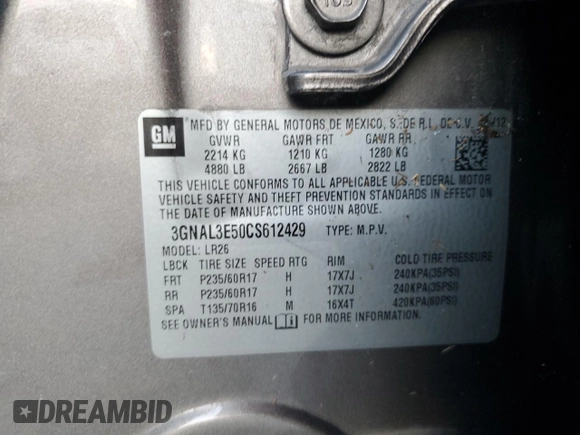 10.9
GM
MFD BY GENERAL MOTORS DE MEXICO, S. DE R.L. DE C.V.
GVWR GAWR FRT GAWR RR
2214 KG 1210 KG 1280 KG
4880 LB 2667 LB 2822 LB
THIS VEHICLE CONFORMS TO ALL APPLICABLE U.S. FEDERAL MOTOR
VEHICLE SAFETY AND THEFT PREVENTION STANDARDS IN EFFECT ON
DATE OF MANUFACTURE SHOWN ABOVE.
3GNAL3E50CS612429 TYPE: M.P.V.
MODEL: LR26
LBCK TIRE SIZE SPEED RTG RIM COLD TIRE PRESSURE
FRT P235/60R17 H 17X7J 240KPA(35PSI)
RR P235/60R17 H 17X7J 240KPA(35PSI)
SPA T135/70R16 M 16X4T 420KPA(60PSI)
SEE OWNER'S MANUAL FOR MORE INFORMATION.
DREAMBID